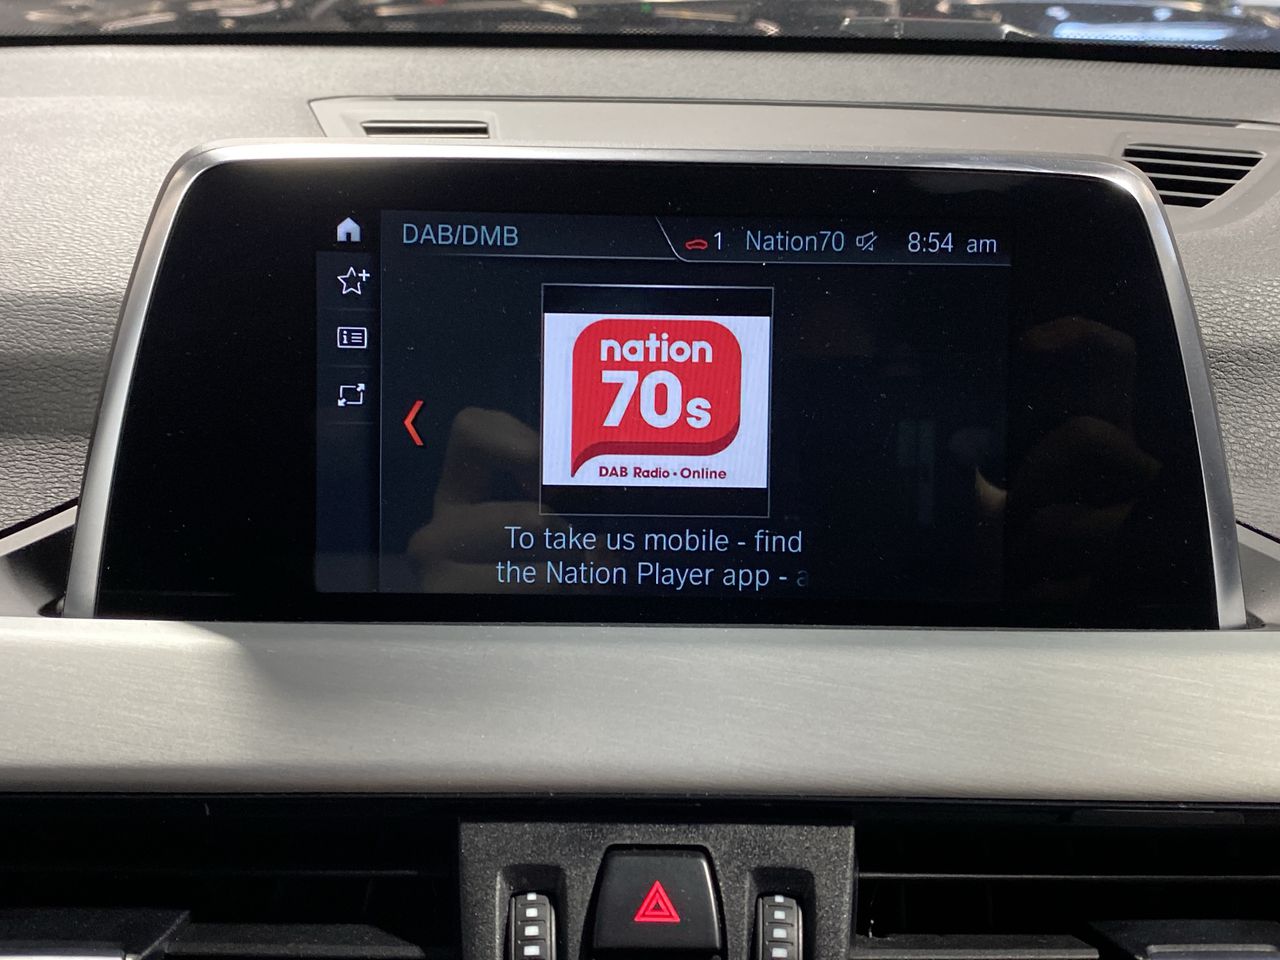 DAB/DMB
1 Nation70 8:54 am
nation
70s
DAB Radio • Online
To take us mobile - find
the Nation Player app - a